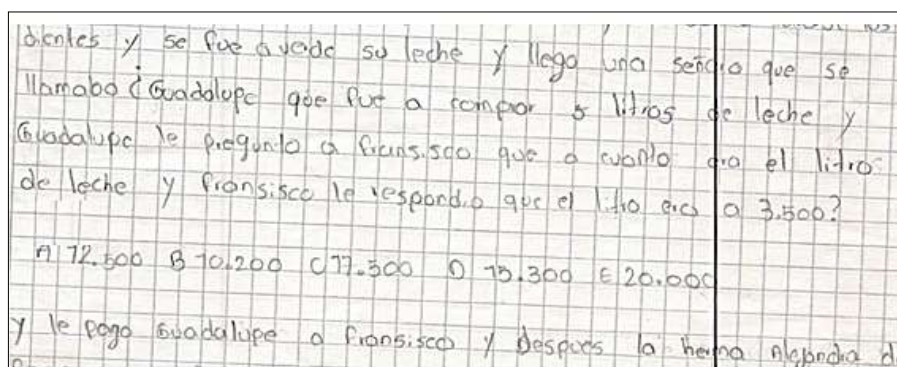 dientes y se fue a vede su leche y llego una señora que se
llamaba Guadalupe que fue a comprar 5 litros de leche y
Guadalupe le pregunto a fransisco que a cuanto era el litro
de leche y fransisco le respondio que el litro era a 3.500?
A 12.500 B 10.200 C 17.500 D 15.300 E 20.000
y le pago Guadalupe a fransisco y Despues la